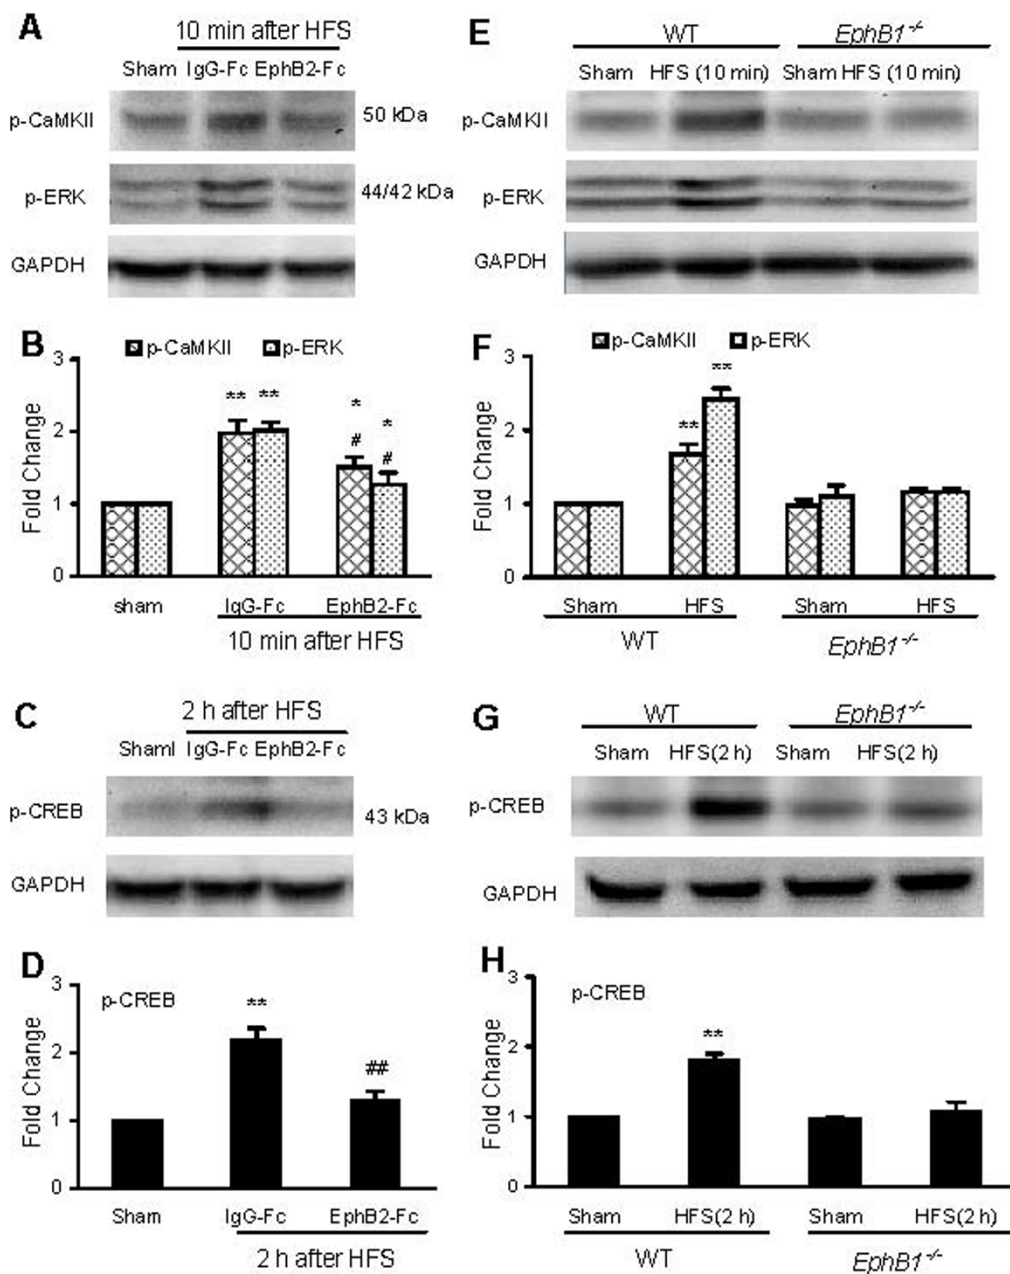 A
10 min after HFS
Sham IgG-Fc EphB2-Fc
p-CaMKII
50 kDa
p-ERK
44/42 kDa
GAPDH
B
p-CaMKII p-ERK
Fold Change
3
2
1
0
** **
* *
# #
sham IgG-Fc EphB2-Fc
10 min after HFS
C
2 h after HFS
ShamI IgG-Fc EphB2-Fc
p-CREB
43 kDa
GAPDH
D
p-CREB
Fold Change
3
2
1
0
**
##
Sham IgG-Fc EphB2-Fc
2 h after HFS
E
WT EphB1-/-
Sham HFS (10 min) Sham HFS (10 min)
p-CaMKII
p-ERK
GAPDH
F
p-CaMKII p-ERK
Fold Change
3
2
1
0
** **
Sham HFS Sham HFS
WT EphB1-/-
G
WT EphB1-/-
Sham HFS(2 h) Sham HFS(2 h)
p-CREB
GAPDH
H
p-CREB
Fold Change
3
2
1
0
**
Sham HFS(2 h) Sham HFS(2 h)
WT EphB1-/-